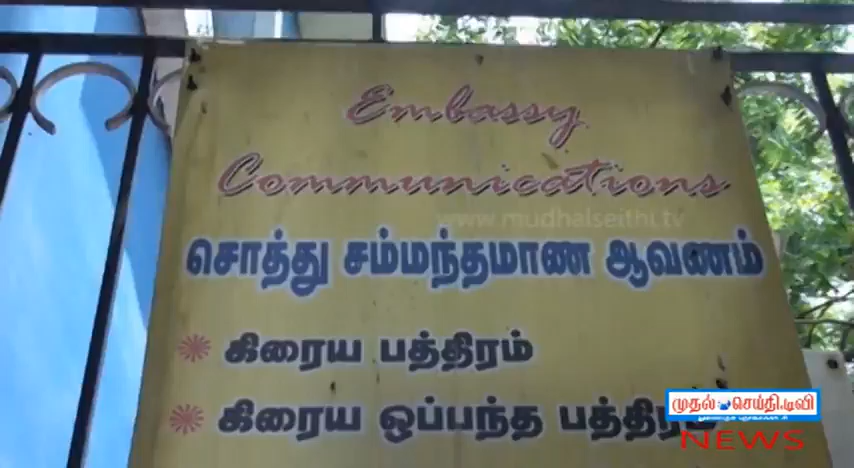 Embassy
Communications
www.mudhalseithi.tv
சொத்து சம்மந்தமாண ஆவணம்
கிரைய பத்திரம்
கிரைய ஒப்பந்த பத்திரம்
முதல் செய்தி.டிவி
NEWS